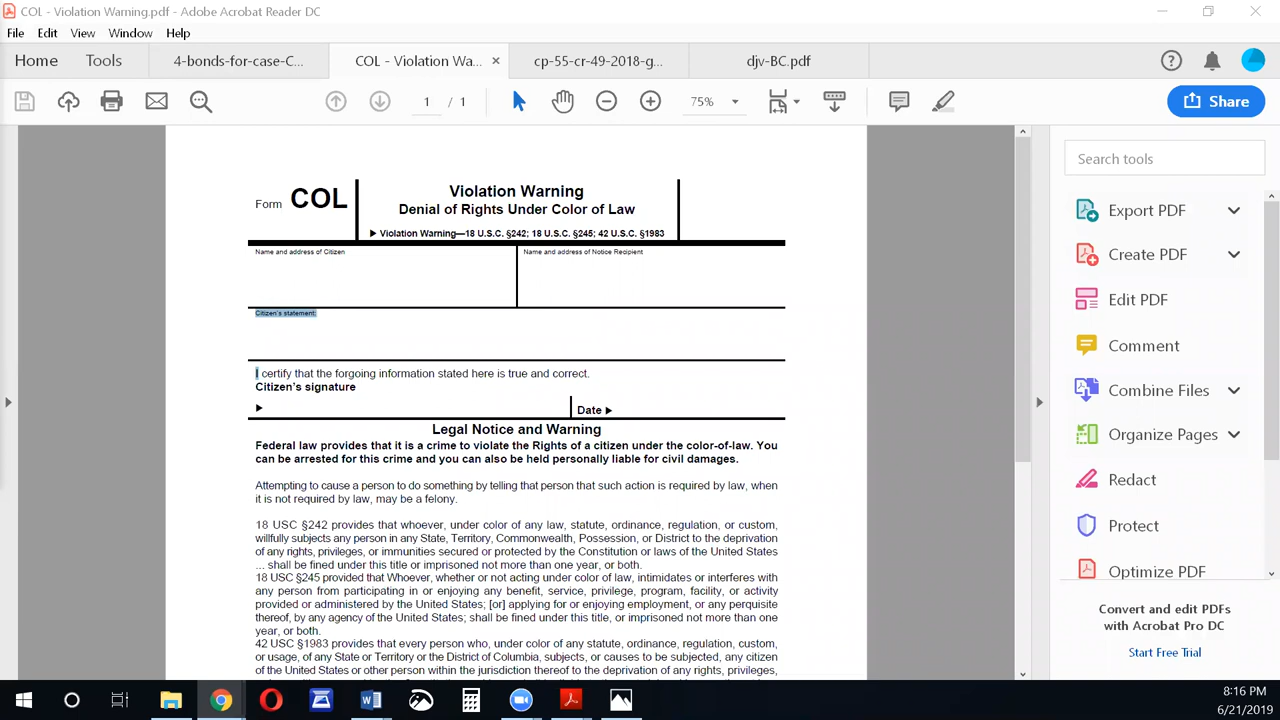 COL - Violation Warning.pdf - Adobe Acrobat Reader DC
File Edit View Window Help
Home Tools 4-bonds-for-case-C... COL - Violation Wa... × cp-55-cr-49-2018-g... djv-BC.pdf
1 / 1 75% Share
Search tools
Form COL
Violation Warning
Denial of Rights Under Color of Law
▶ Violation Warning—18 U.S.C. §242; 18 U.S.C. §245; 42 U.S.C. §1983
Name and address of Citizen Name and address of Notice Recipient
Citizen's statement:
I certify that the forgoing information stated here is true and correct.
Citizen's signature
▶ Date ▶
Legal Notice and Warning
Federal law provides that it is a crime to violate the Rights of a citizen under the color-of-law. You
can be arrested for this crime and you can also be held personally liable for civil damages.
Attempting to cause a person to do something by telling that person that such action is required by law, when
it is not required by law, may be a felony.
18 USC §242 provides that whoever, under color of any law, statute, ordinance, regulation, or custom,
willfully subjects any person in any State, Territory, Commonwealth, Possession, or District to the deprivation
of any rights, privileges, or immunities secured or protected by the Constitution or laws of the United States
... shall be fined under this title or imprisoned not more than one year, or both.
18 USC §245 provided that Whoever, whether or not acting under color of law, intimidates or interferes with
any person from participating in or enjoying any benefit, service, privilege, program, facility, or activity
provided or administered by the United States; [or] applying for or enjoying employment, or any perquisite
thereof, by any agency of the United States; shall be fined under this title, or imprisoned not more than one
year, or both.
42 USC §1983 provides that every person who, under color of any statute, ordinance, regulation, custom,
or usage, of any State or Territory or the District of Columbia, subjects, or causes to be subjected, any citizen
of the United States or other person within the jurisdiction thereof to the deprivation of any rights, privileges,
Export PDF
Create PDF
Edit PDF
Comment
Combine Files
Organize Pages
Redact
Protect
Optimize PDF
Convert and edit PDFs
with Acrobat Pro DC
Start Free Trial
8:16 PM
6/21/2019